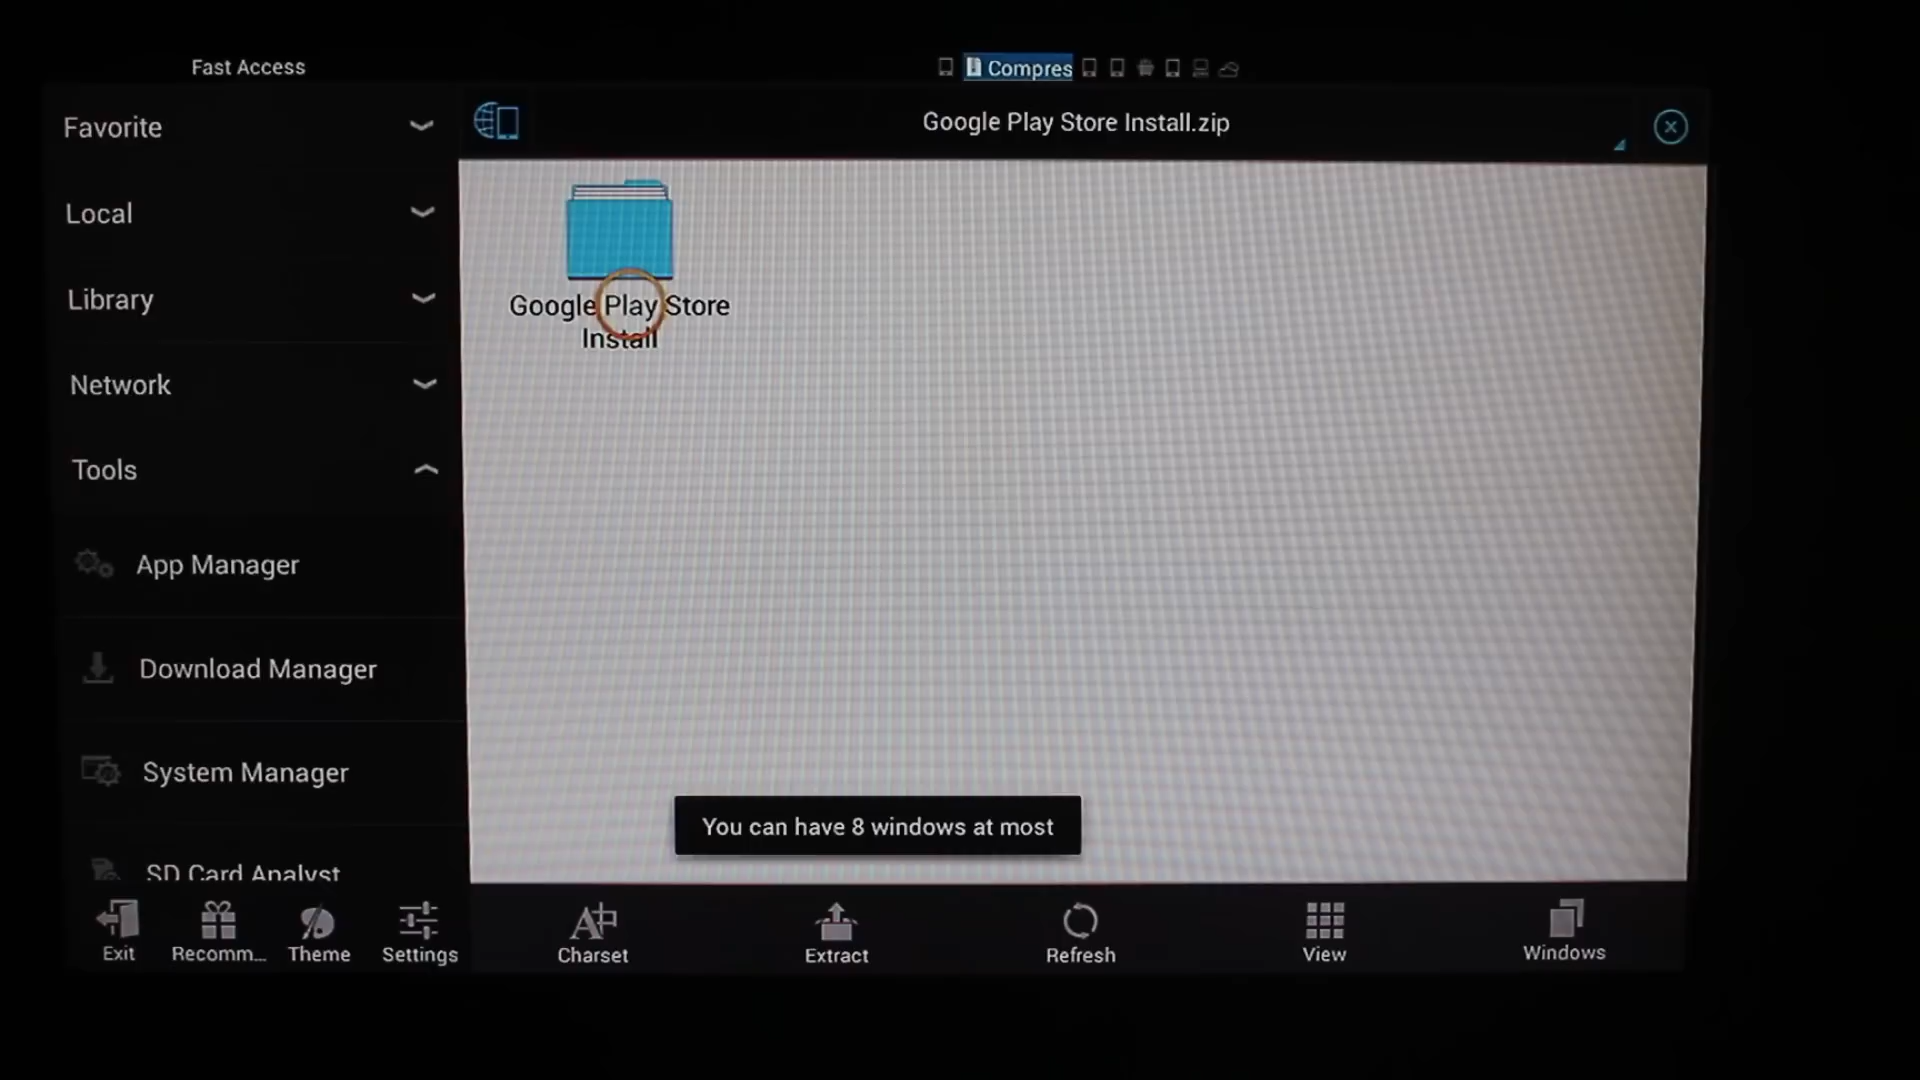 Fast Access
Compres
Favorite
Google Play Store Install.zip
Local
Library
Network
Tools
App Manager
Download Manager
System Manager
SD Card Analyst
Google Play Store
Install
You can have 8 windows at most
Exit
Recomm...
Theme
Settings
Charset
Extract
Refresh
View
Windows